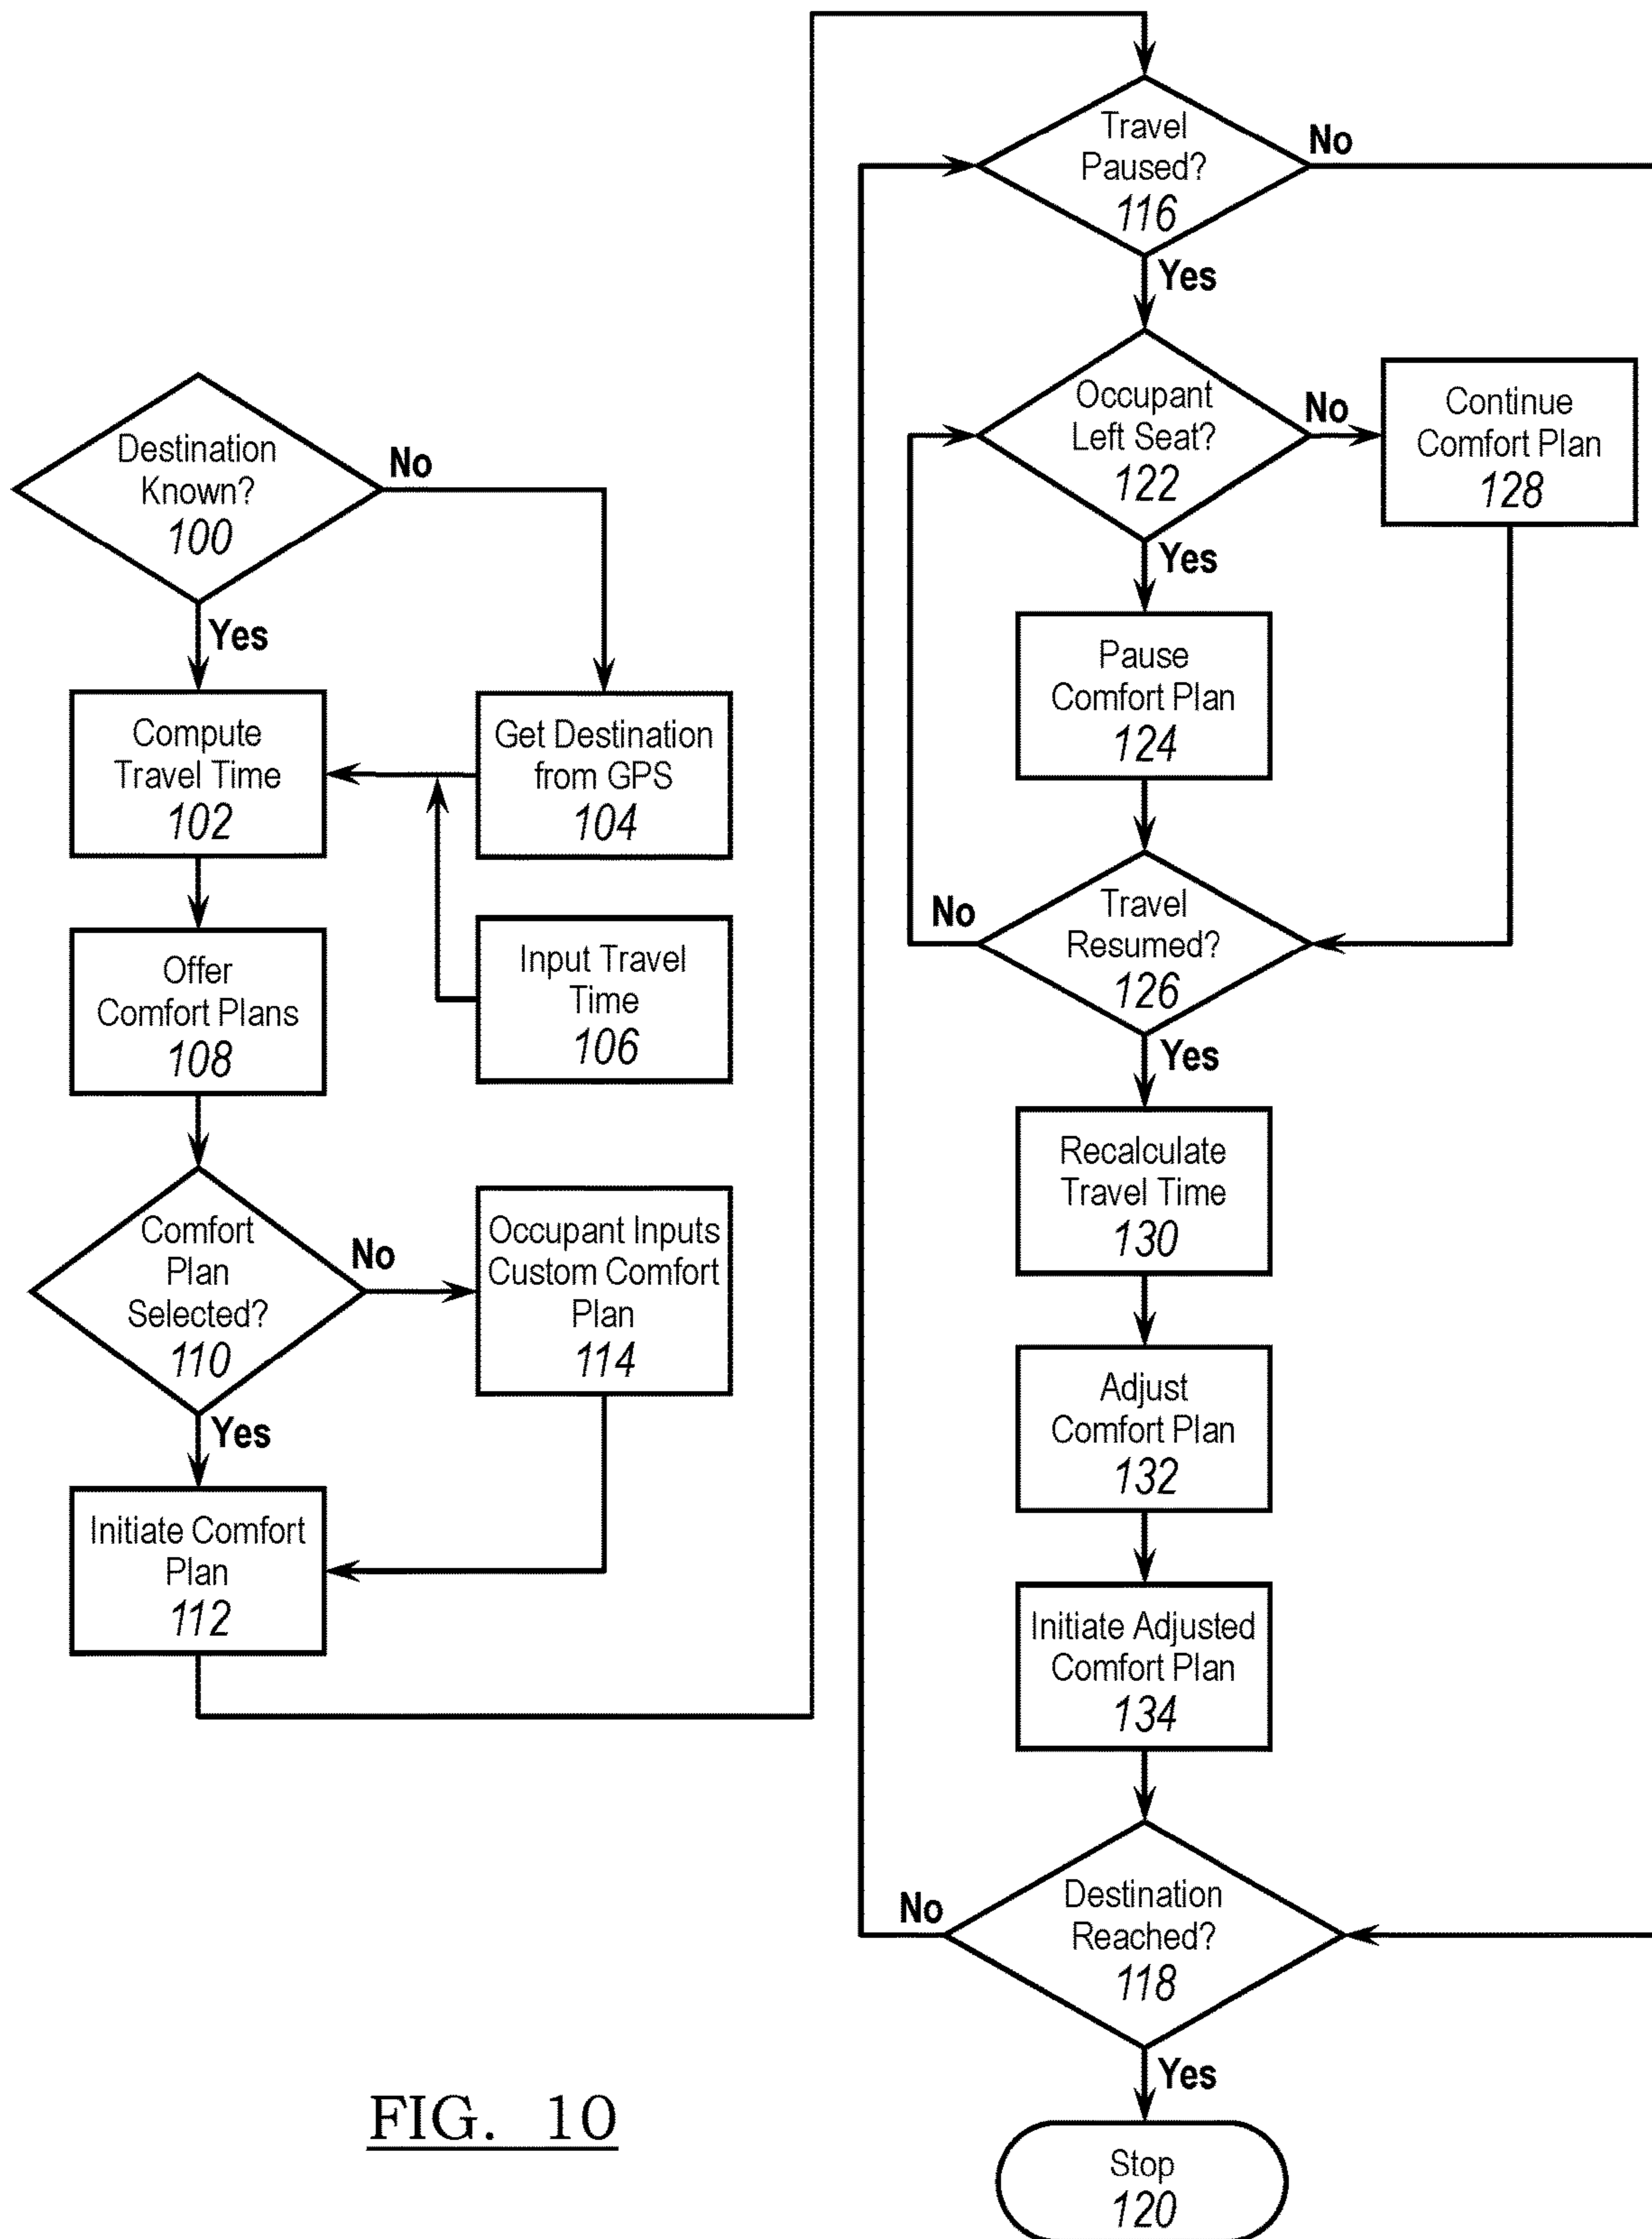 Destination
Known?
100
No
Yes
Compute
Travel Time
102
Get Destination
from GPS
104
Input Travel
Time
106
Offer
Comfort Plans
108
Comfort
Plan
Selected?
110
No
Occupant Inputs
Custom Comfort
Plan
114
Yes
Initiate Comfort
Plan
112
Travel
Paused?
116
No
Yes
Occupant
Left Seat?
122
No
Continue
Comfort Plan
128
Yes
Pause
Comfort Plan
124
No
Travel
Resumed?
126
Yes
Recalculate
Travel Time
130
Adjust
Comfort Plan
132
Initiate Adjusted
Comfort Plan
134
No
Destination
Reached?
118
Yes
Stop
120
FIG. 10